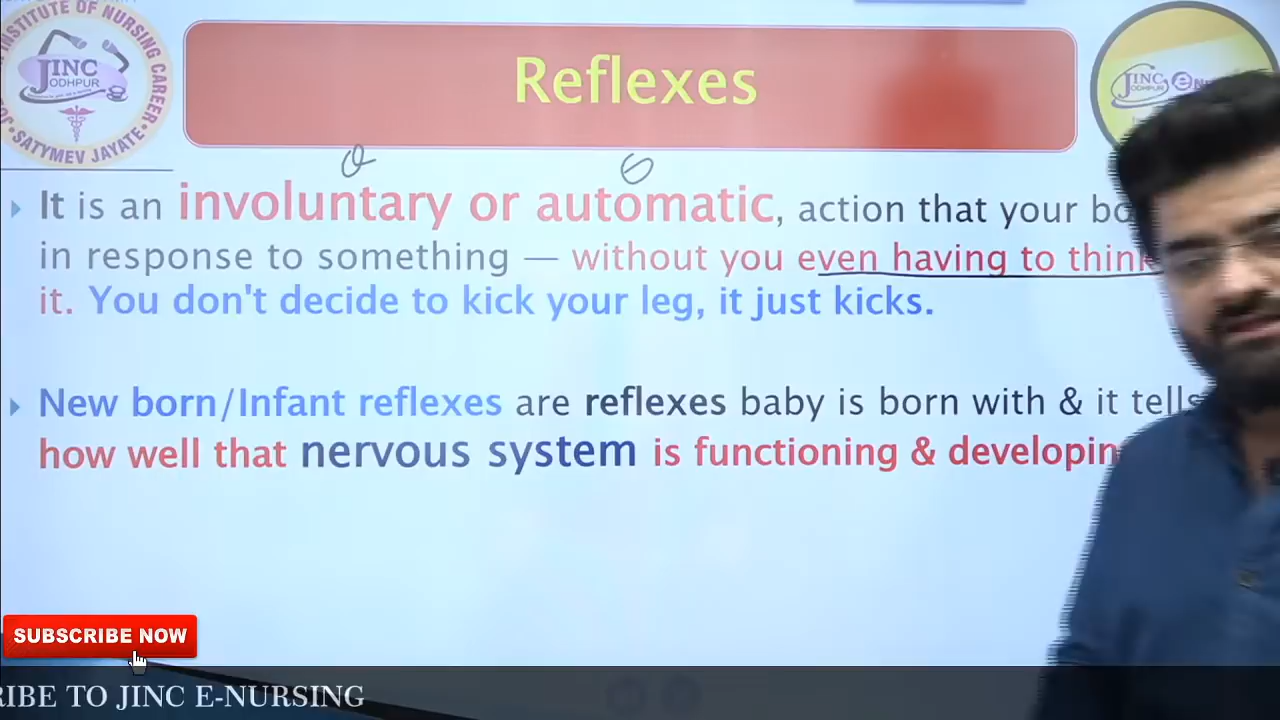 INSTITUTE OF NURSING CAREER
JINC
JODHPUR
SATYMEV JAYATE
Reflexes
JINC
JODHPUR
It is an involuntary or automatic, action that your
in response to something — without you even having to think
it. You don't decide to kick your leg, it just kicks.
New born/Infant reflexes are reflexes baby is born with & it tells
how well that nervous system is functioning &
SUBSCRIBE NOW
TO JINC E-NURSING